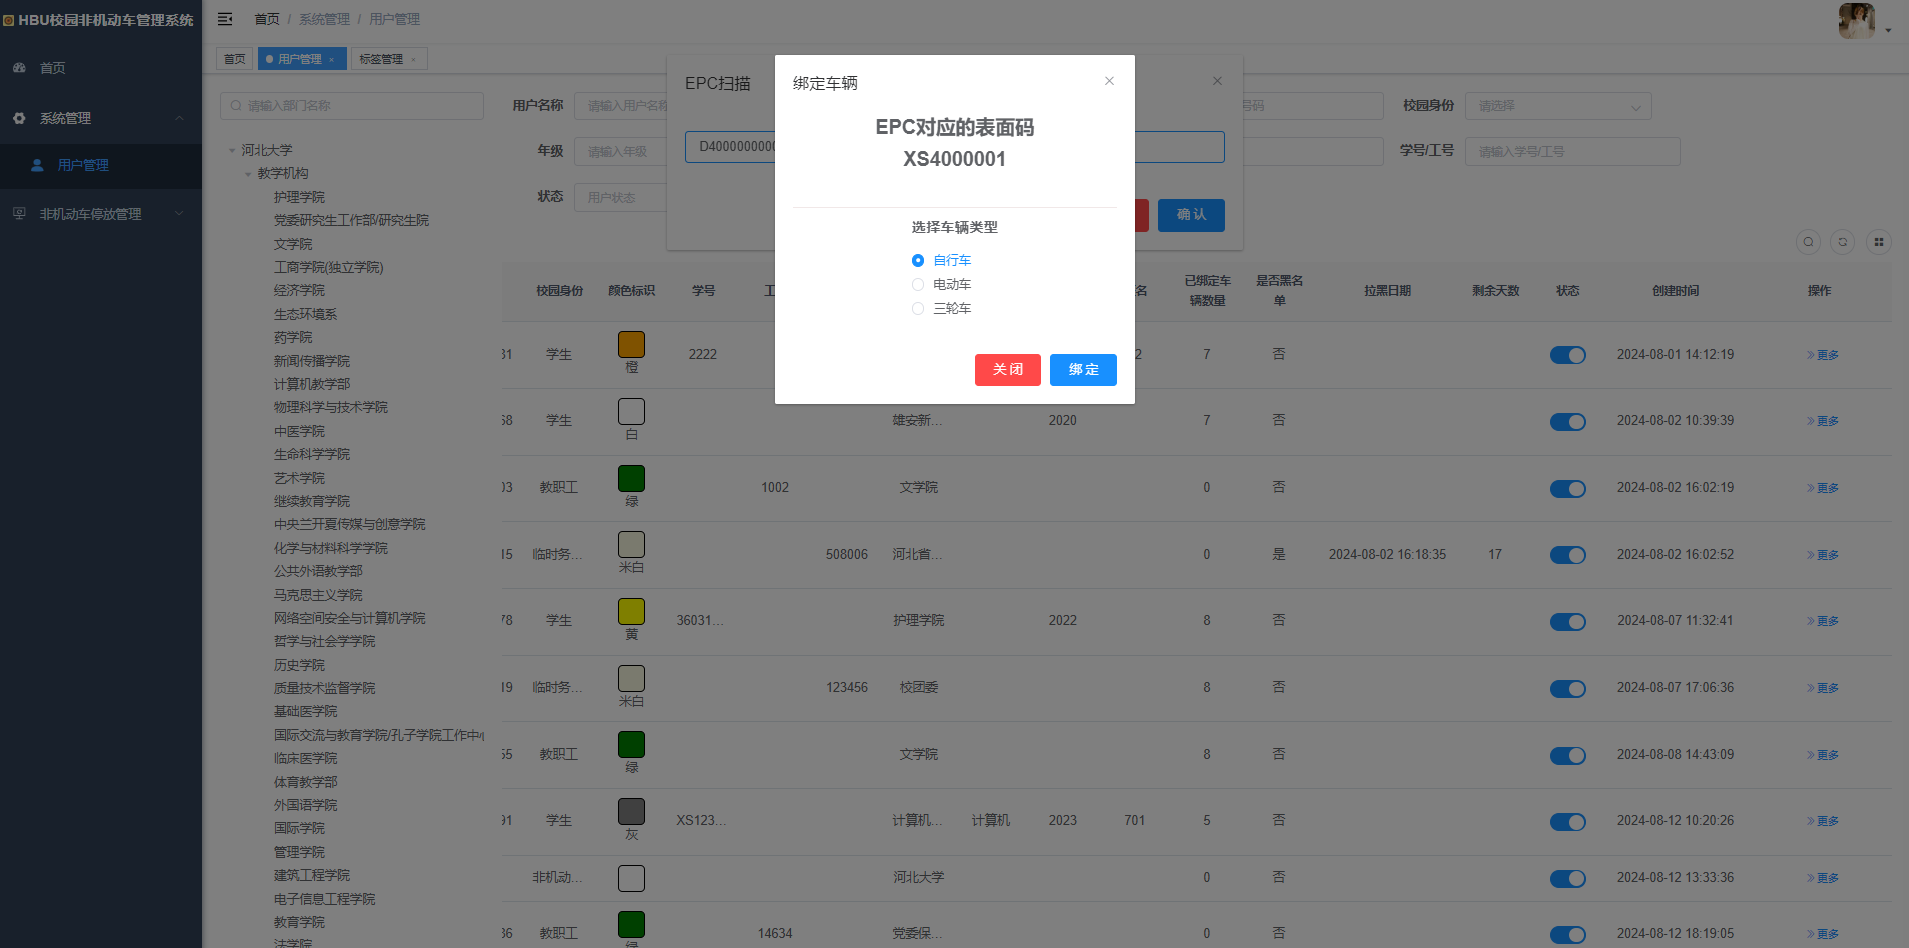 HBU校园非机动车管理系统
首页
系统管理
用户管理
非机动车停放管理
首页 / 系统管理 / 用户管理
首页
用户管理 ×
标签管理 ×
请输入部门名称
河北大学
教学机构
护理学院
党委研究生工作部/研究生院
文学院
工商学院(独立学院)
经济学院
生态环境系
药学院
新闻传播学院
计算机教学部
物理科学与技术学院
中医学院
生命科学学院
艺术学院
继续教育学院
中央兰开夏传媒与创意学院
化学与材料科学学院
公共外语教学部
马克思主义学院
网络空间安全与计算机学院
哲学与社会学学院
历史学院
质量技术监督学院
基础医学院
国际交流与教育学院/孔子学院工作中心
临床医学院
体育教学部
外国语学院
国际学院
管理学院
建筑工程学院
电子信息工程学院
教育学院
法学院
用户名称 请输入用户名称
号码
校园身份 请选择
年级 请输入年级
学号/工号 请输入学号/工号
状态 用户状态
EPC扫描
D4000000000
确 认
绑定车辆
EPC对应的表面码
XS4000001
选择车辆类型
自行车
电动车
三轮车
关 闭 绑 定
校园身份 颜色标识 学号 工 名 已绑定车辆数量 是否黑名单 拉黑日期 剩余天数 状态 创建时间 操作
31 学生 橙 2222 2 7 否 2024-08-01 14:12:19 更多
68 学生 白 雄安新... 2020 7 否 2024-08-02 10:39:39 更多
03 教职工 绿 1002 文学院 0 否 2024-08-02 16:02:19 更多
15 临时务... 米白 508006 河北省... 0 是 2024-08-02 16:18:35 17 2024-08-02 16:02:52 更多
78 学生 黄 36031... 护理学院 2022 8 否 2024-08-07 11:32:41 更多
19 临时务... 米白 123456 校团委 8 否 2024-08-07 17:06:36 更多
55 教职工 绿 文学院 8 否 2024-08-08 14:43:09 更多
91 学生 灰 XS123... 计算机... 计算机 2023 701 5 否 2024-08-12 10:20:26 更多
非机动... 河北大学 0 否 2024-08-12 13:33:36 更多
36 教职工 绿 14634 党委保... 0 否 2024-08-12 18:19:05 更多